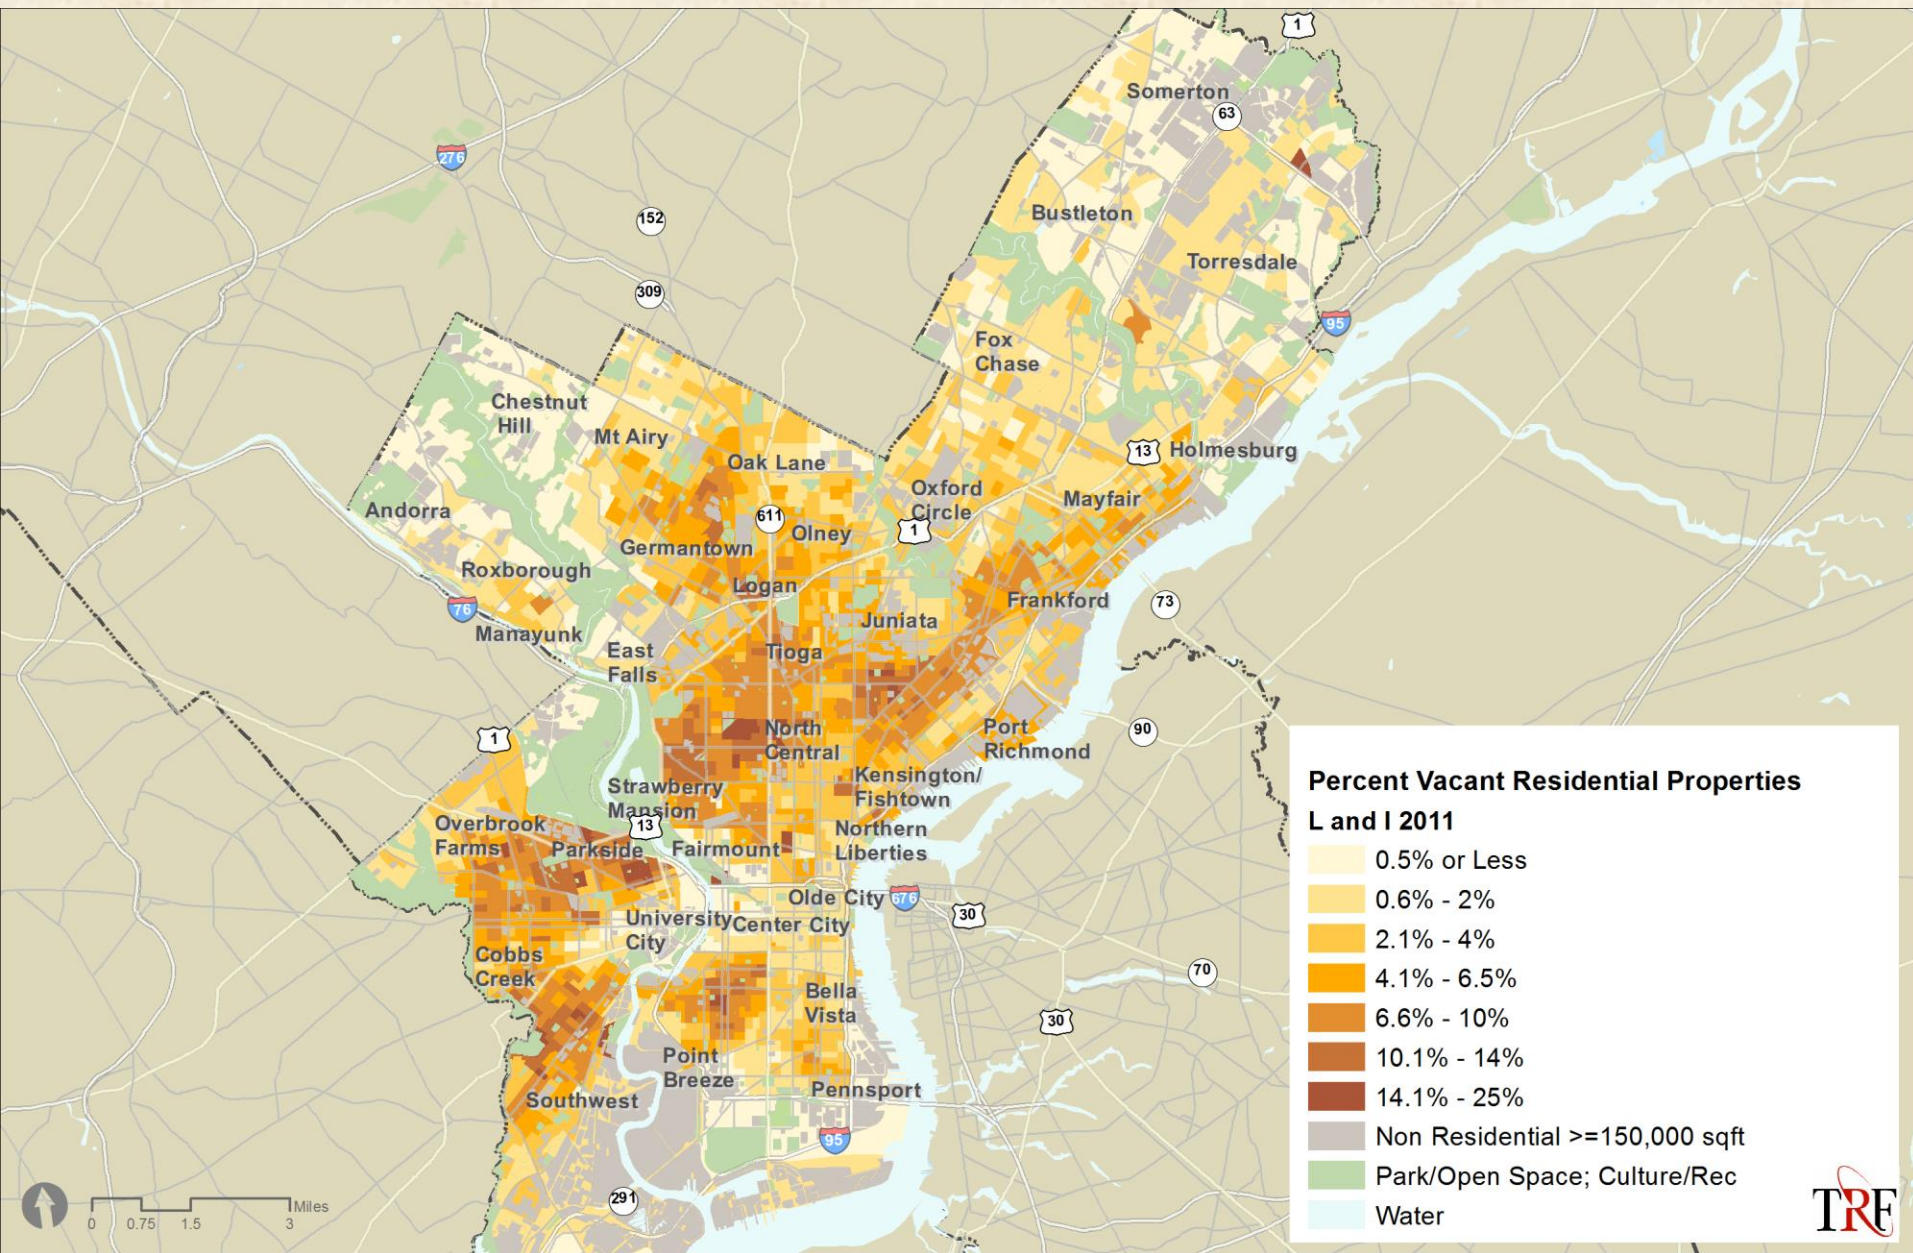 1
Somerton
63
276
152
Bustleton
Torresdale
309
95
Fox
Chase
Chestnut
Hill
Mt Airy
Oak Lane
13
Holmesburg
Andorra
Oxford
Circle
Mayfair
611
Olney
1
Germantown
Roxborough
Logan
76
Frankford
73
Juniata
Manayunk
East
Falls
Tioga
1
North
Central
Port
Richmond
90
Strawberry
Mansion
Kensington/
Fishtown
13
Overbrook
Farms
Parkside
Fairmount
Northern
Liberties
Olde City
676
30
University
City
Center City
Cobbs
Creek
70
Bella
Vista
30
Point
Breeze
Southwest
Pennsport
95
291
Miles
0 0.75 1.5 3
Percent Vacant Residential Properties
L and I 2011
0.5% or Less
0.6% - 2%
2.1% - 4%
4.1% - 6.5%
6.6% - 10%
10.1% - 14%
14.1% - 25%
Non Residential >=150,000 sqft
Park/Open Space; Culture/Rec
Water
TRF